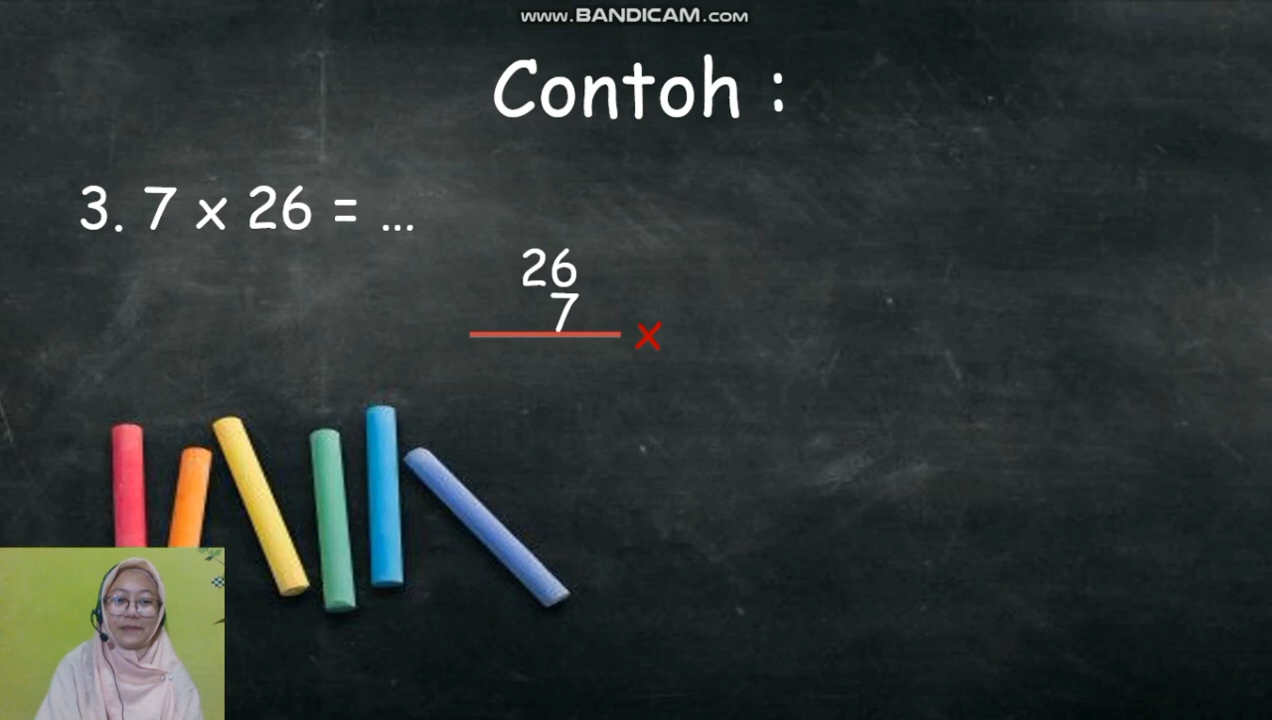 www.BANDICAM.com
Contoh :
3. 7 x 26 = ...
26
7
x